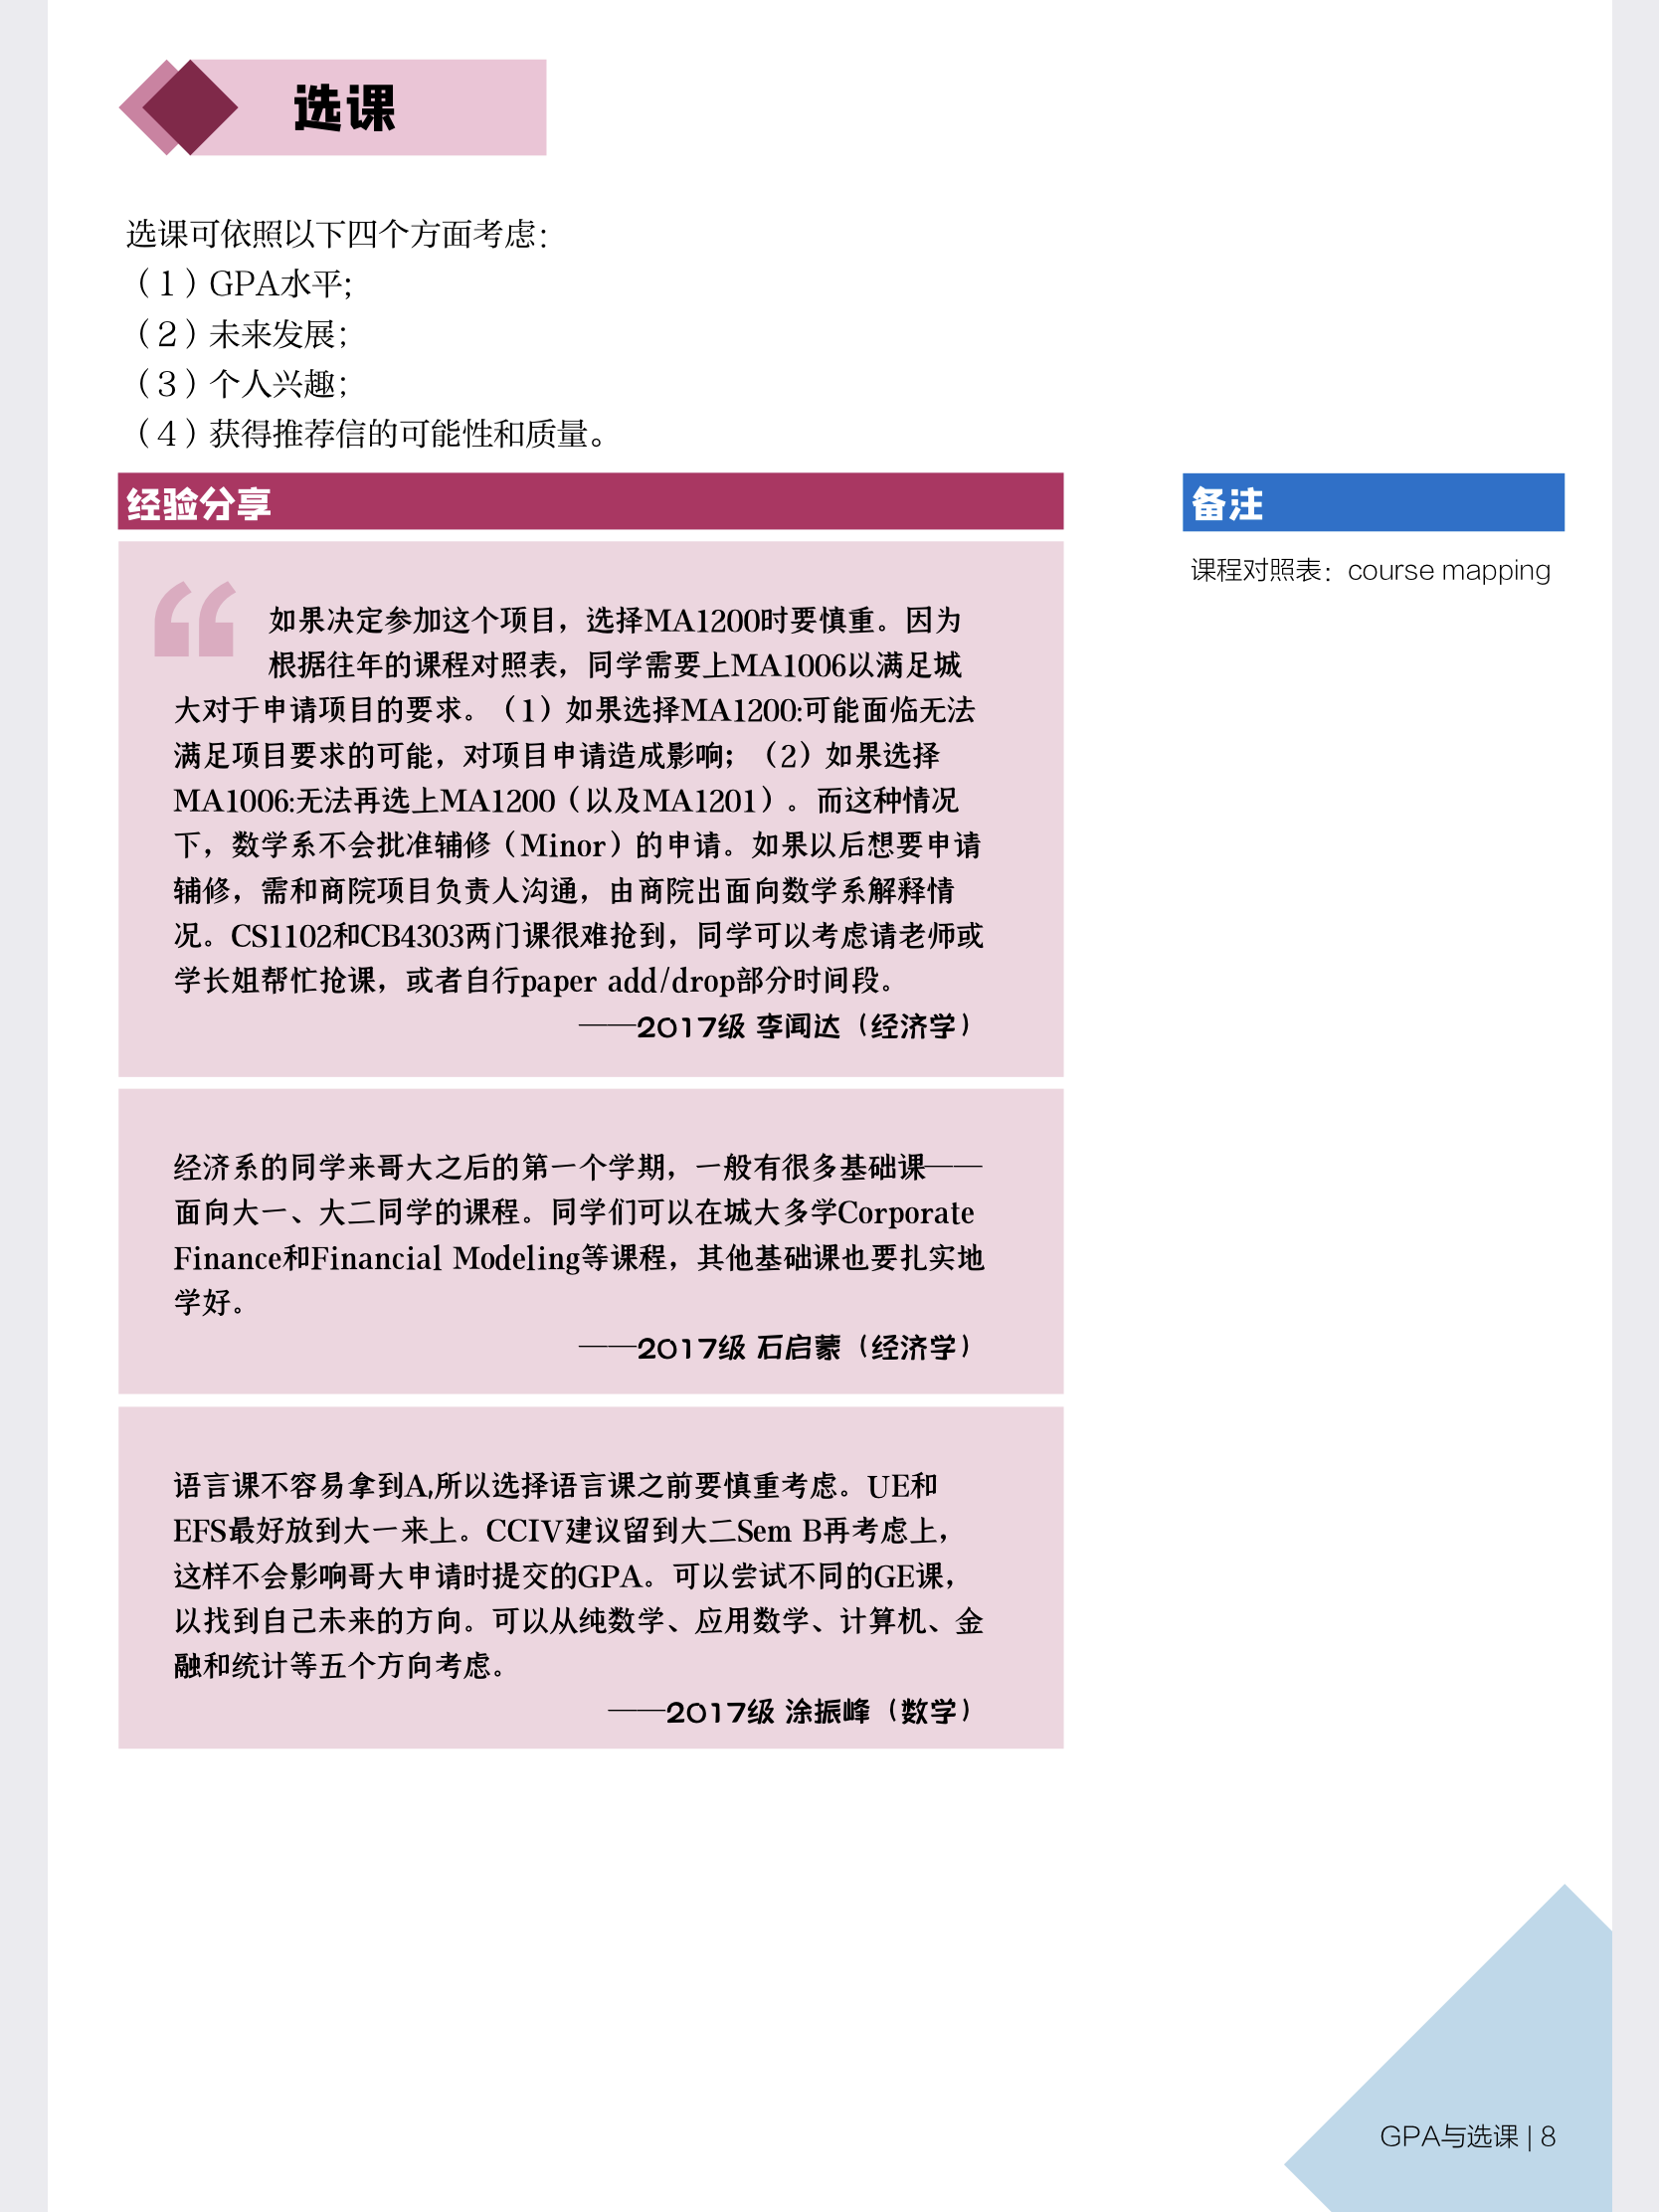 选课
选课可依照以下四个方面考虑：
（1）GPA水平；
（2）未来发展；
（3）个人兴趣；
（4）获得推荐信的可能性和质量。
经验分享
“
如果决定参加这个项目，选择MA1200时要慎重。因为
根据往年的课程对照表，同学需要上MA1006以满足城
大对于申请项目的要求。（1）如果选择MA1200:可能面临无法
满足项目要求的可能，对项目申请造成影响；（2）如果选择
MA1006:无法再选上MA1200（以及MA1201）。而这种情况
下，数学系不会批准辅修（Minor）的申请。如果以后想要申请
辅修，需和商院项目负责人沟通，由商院出面向数学系解释情
况。CS1102和CB4303两门课很难抢到，同学可以考虑请老师或
学长姐帮忙抢课，或者自行paper add/drop部分时间段。
——2017级 李闻达（经济学）
经济系的同学来哥大之后的第一个学期，一般有很多基础课——
面向大一、大二同学的课程。同学们可以在城大多学Corporate
Finance和Financial Modeling等课程，其他基础课也要扎实地
学好。
——2017级 石启蒙（经济学）
语言课不容易拿到A,所以选择语言课之前要慎重考虑。UE和
EFS最好放到大一来上。CCIV建议留到大二Sem B再考虑上，
这样不会影响哥大申请时提交的GPA。可以尝试不同的GE课，
以找到自己未来的方向。可以从纯数学、应用数学、计算机、金
融和统计等五个方向考虑。
——2017级 涂振峰（数学）
备注
课程对照表：course mapping
GPA与选课 | 8